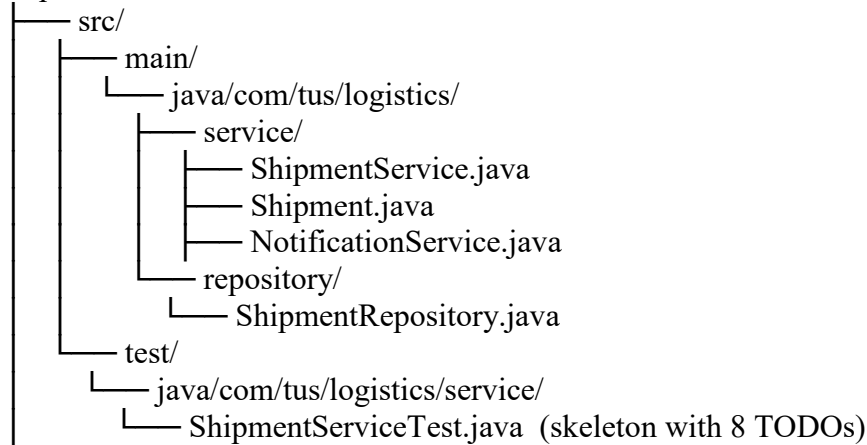 src/
main/
java/com/tus/logistics/
service/
ShipmentService.java
Shipment.java
NotificationService.java
repository/
ShipmentRepository.java
test/
java/com/tus/logistics/service/
ShipmentServiceTest.java (skeleton with 8 TODOs)